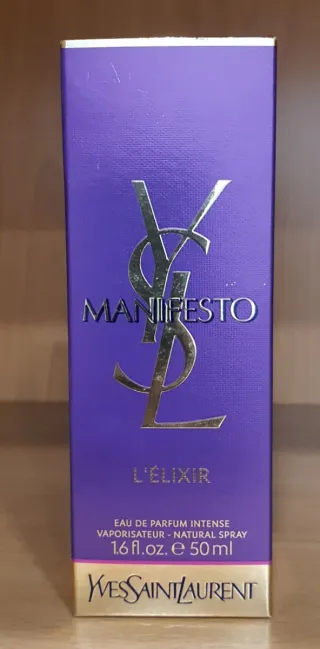 YSL
MANIFESTO
L'ÉLIXIR
EAU DE PARFUM INTENSE
VAPORISATEUR - NATURAL SPRAY
1.6 fl.oz. e 50 ml
YVESSAINTLAURENT